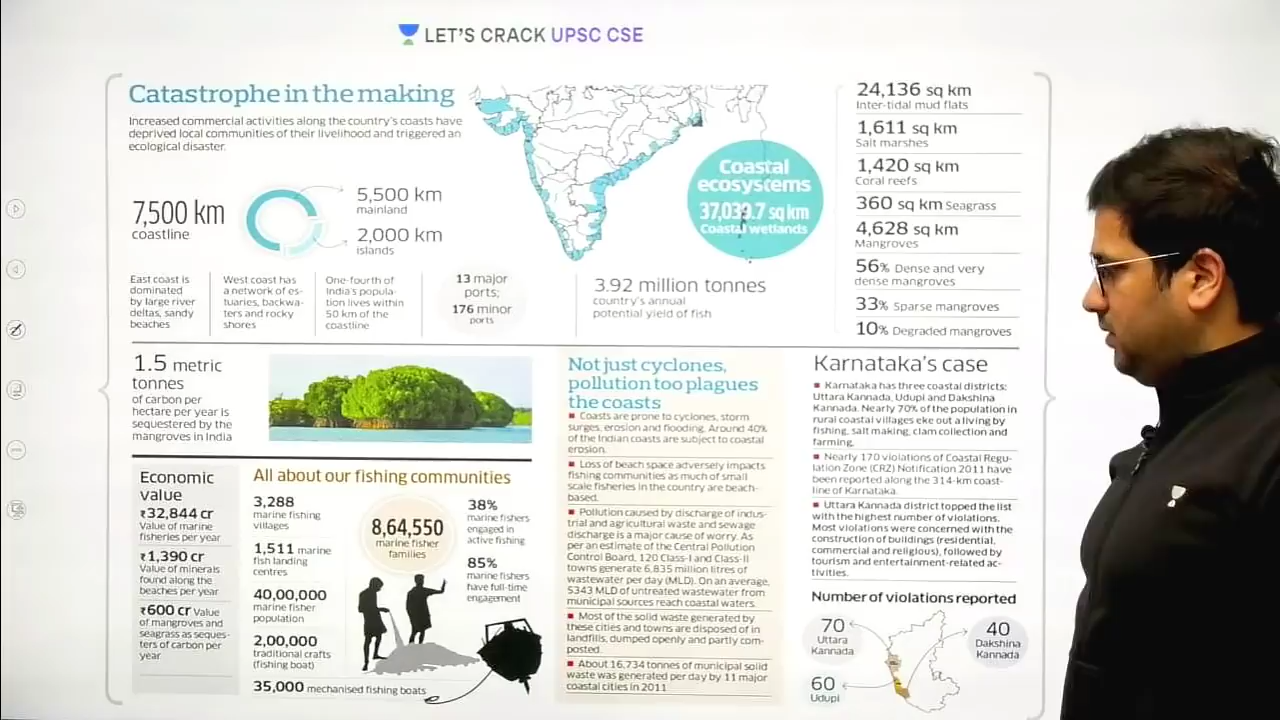 LET'S CRACK UPSC CSE
Catastrophe in the making
Increased commercial activities along the country's coasts have
deprived local communities of their livelihood and triggered an
ecological disaster.
7,500 km
coastline
5,500 km
mainland
2,000 km
islands
Coastal
ecosystems
37,039.7 sq km
Coastal wetlands
24,136 sq km
Inter-tidal mud flats
1,611 sq km
Salt marshes
1,420 sq km
Coral reefs
360 sq km Seagrass
4,628 sq km
Mangroves
56% Dense and very
dense mangroves
33% Sparse mangroves
10% Degraded mangroves
East coast is
dominated
by large river
deltas, sandy
beaches
West coast has
a network of es-
tuaries, backwa-
ters and rocky
shores
One-fourth of
India's popula-
tion lives within
50 km of the
coastline
13 major
ports;
176 minor
ports
3.92 million tonnes
country's annual
potential yield of fish
1.5 metric
tonnes
of carbon per
hectare per year is
sequestered by the
mangroves in India
Economic
value
₹32,844 cr
Value of marine
fisheries per year
₹1,390 cr
Value of minerals
found along the
beaches per year
₹600 cr Value
of mangroves and
seagrass as seques-
ters of carbon per
year
All about our fishing communities
3,288
marine fishing
villages
1,511 marine
fish landing
centres
40,00,000
marine fisher
population
2,00,000
traditional crafts
(fishing boat)
35,000 mechanised fishing boats
8,64,550
marine fisher
families
38%
marine fishers
engaged in
active fishing
85%
marine fishers
have full-time
engagement
Not just cyclones,
pollution too plagues
the coasts
Coasts are prone to cyclones, storm
surges, erosion and flooding. Around 40%
of the Indian coasts are subject to coastal
erosion.
Loss of beach space adversely impacts
fishing communities as much of small
scale fisheries in the country are beach-
based.
Pollution caused by discharge of indus-
trial and agricultural waste and sewage
discharge is a major cause of worry. As
per an estimate of the Central Pollution
Control Board, 120 Class-I and Class-II
towns generate 6,835 million litres of
wastewater per day (MLD). On an average,
5343 MLD of untreated wastewater from
municipal sources reach coastal waters.
Most of the solid waste generated by
these cities and towns are disposed of in
landfills, dumped openly and partly com-
posted.
About 16,734 tonnes of municipal solid
waste was generated per day by 11 major
coastal cities in 2011
Karnataka's case
Karnataka has three coastal districts:
Uttara Kannada, Udupi and Dakshina
Kannada. Nearly 70% of the population in
rural coastal villages eke out a living by
fishing, salt making, clam collection and
farming.
Nearly 170 violations of Coastal Regu-
lation Zone (CRZ) Notification 2011 have
been reported along the 314-km coast-
line of Karnataka.
Uttara Kannada district topped the list
with the highest number of violations.
Most violations were concerned with the
construction of buildings (residential,
commercial and religious), followed by
tourism and entertainment-related ac-
tivities.
Number of violations reported
70
Uttara
Kannada
40
Dakshina
Kannada
60
Udupi